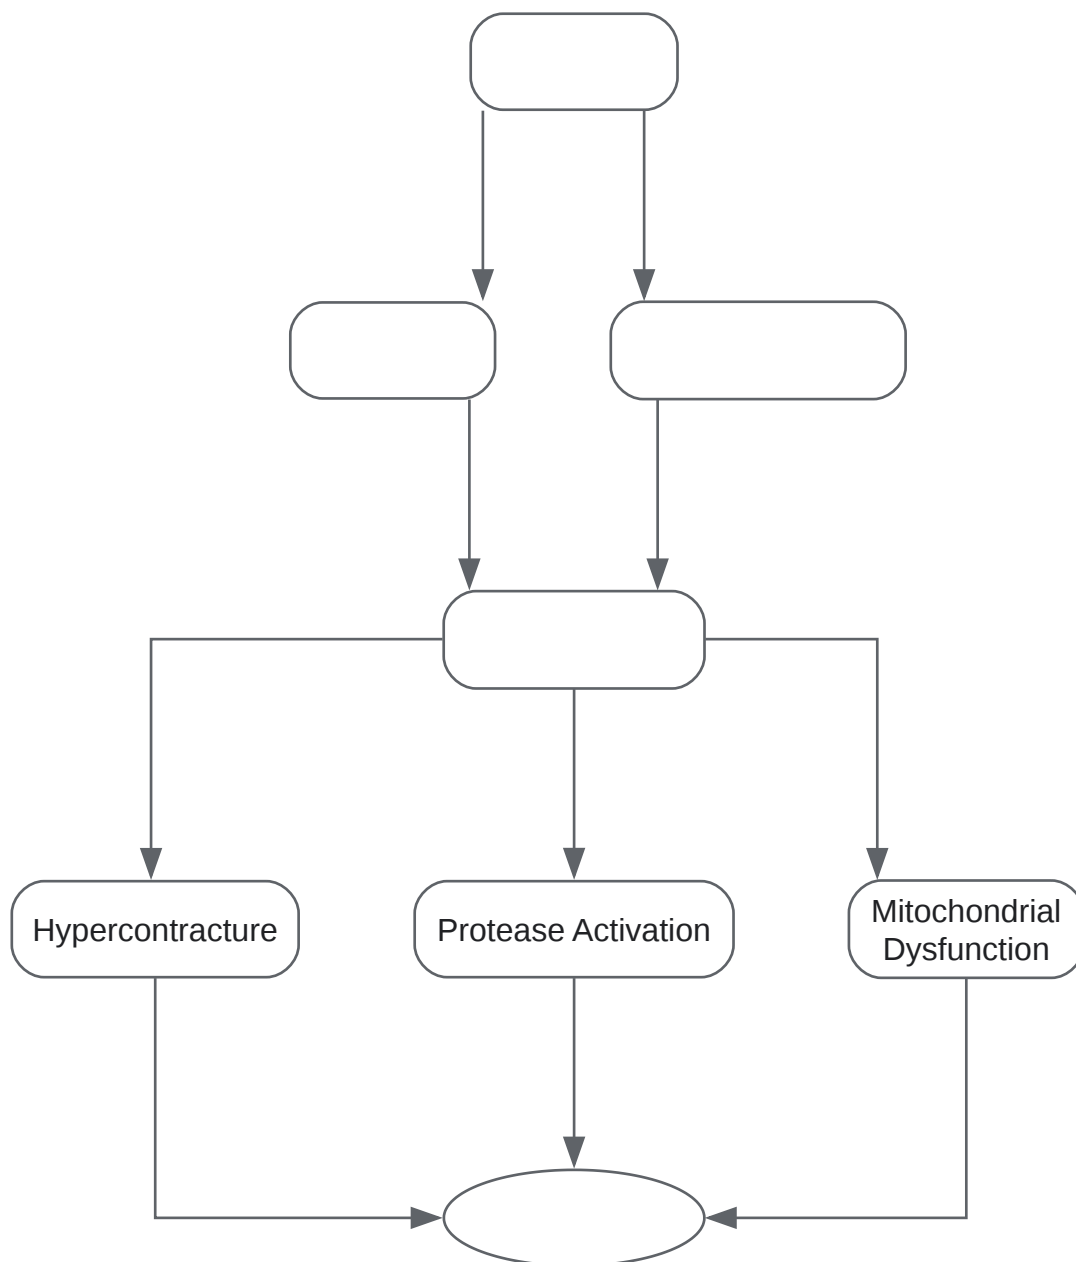 Hypercontracture
Protease Activation
Mitochondrial
Dysfunction